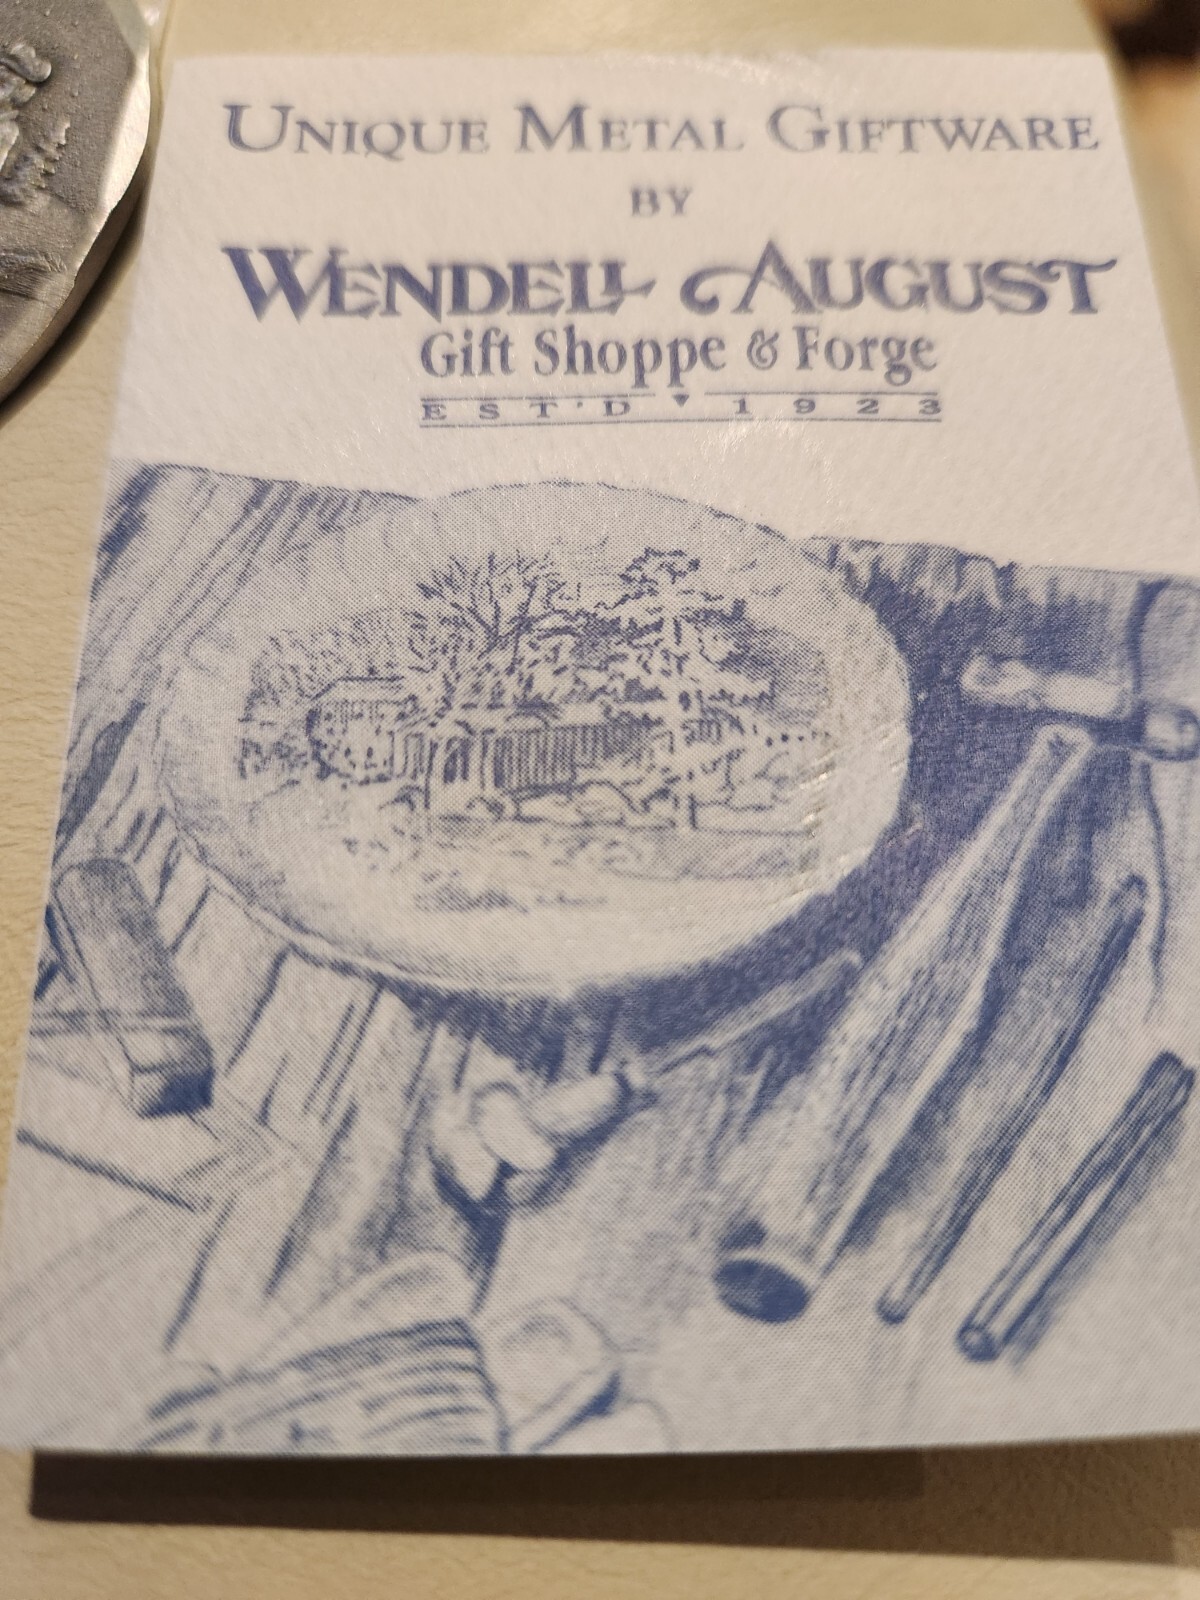 UNIQUE METAL GIFTWARE
BY
WENDELL AUGUST
Gift Shoppe & Forge
EST'D ▾ 1923